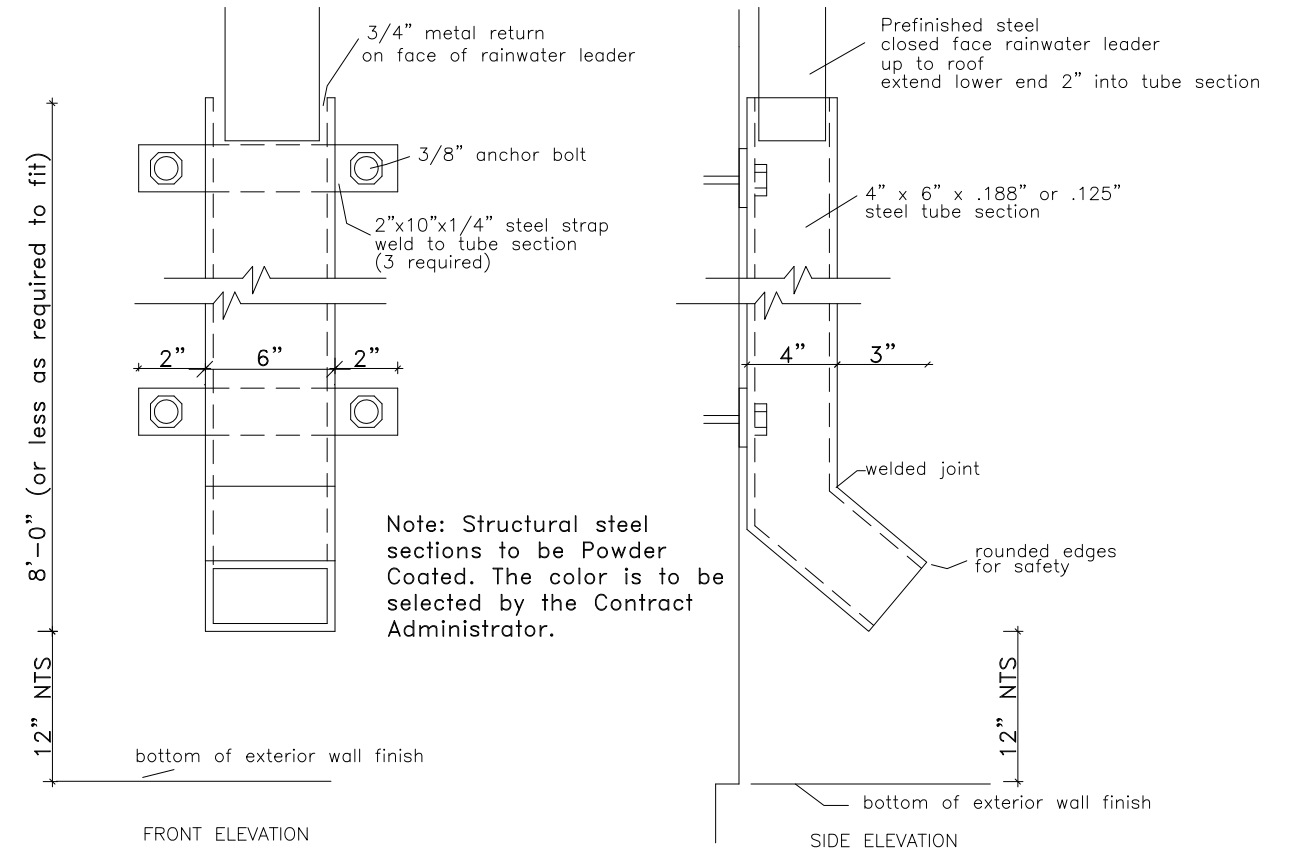 3/4” metal return
on face of rainwater leader
3/8” anchor bolt
2”x10”x1/4” steel strap
weld to tube section
(3 required)
8’-0” (or less as required to fit)
2” 6” 2”
12” NTS
bottom of exterior wall finish
FRONT ELEVATION
Note: Structural steel
sections to be Powder
Coated. The color is to be
selected by the Contract
Administrator.
Prefinished steel
closed face rainwater leader
up to roof
extend lower end 2” into tube section
4” x 6” x .188” or .125”
steel tube section
4” 3”
welded joint
rounded edges
for safety
12” NTS
bottom of exterior wall finish
SIDE ELEVATION